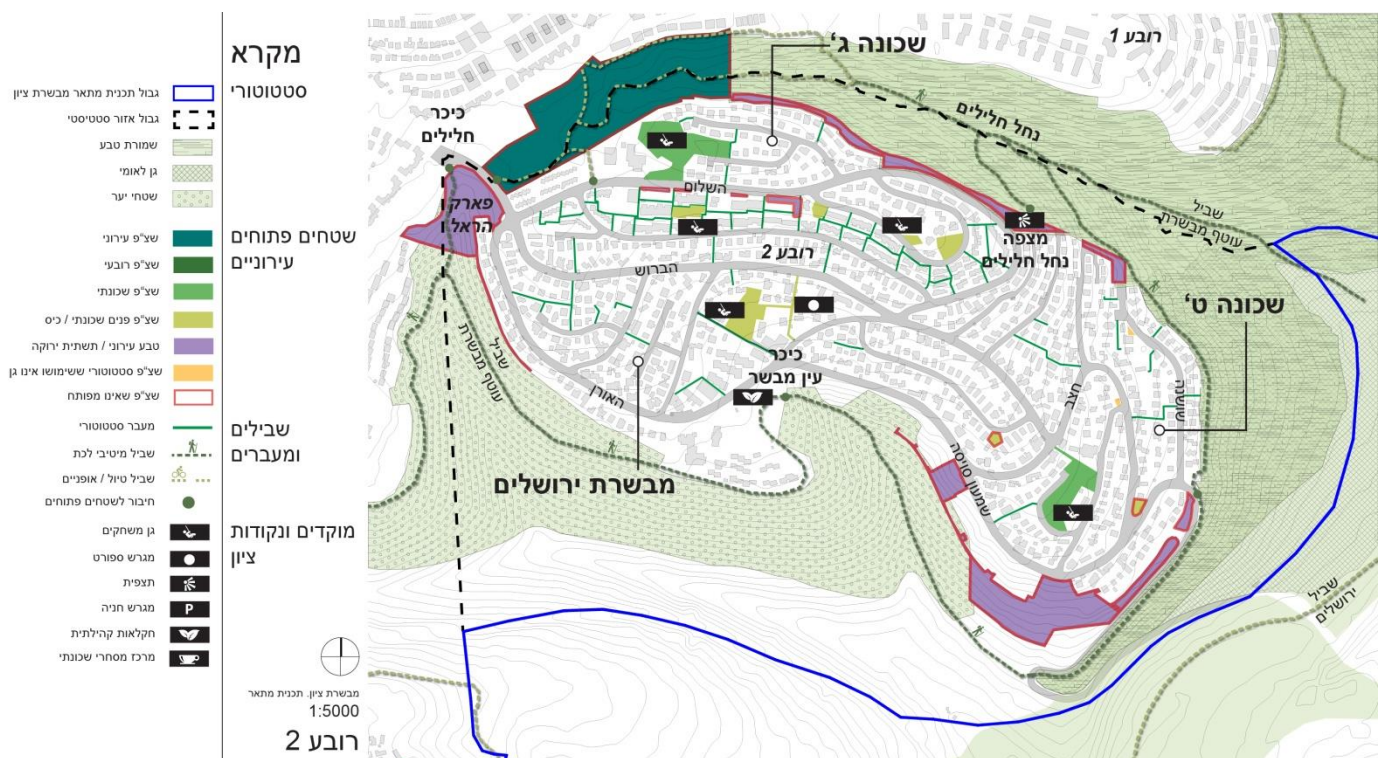 מקרא
סטטוטורי
גבול תכנית מתאר מבשרת ציון
גבול אזור סטטיסטי
שמורת טבע
גן לאומי
שטחי יער
שטחים פתוחים
עירוניים
שצ"פ עירוני
שצ"פ רובעי
שצ"פ שכונתי
שצ"פ פנים שכונתי / כיס
טבע עירוני / תשתית ירוקה
שצ"פ סטטוטורי ששימושו אינו גן
שצ"פ שאינו מפותח
שבילים
ומעברים
מעבר סטטוטורי
שביל מיטיבי לכת
שביל טיול / אופניים
חיבור לשטחים פתוחים
מוקדים ונקודות
ציון
גן משחקים
מגרש ספורט
תצפית
P
מגרש חניה
חקלאות קהילתית
מרכז מסחרי שכונתי
מבשרת ציון. תכנית מתאר
1:5000
רובע 2
רובע 1
שכונה ג'
כיכר
חלילים
נחל חלילים
השלום
פארק
הראל
שביל
עוטף מבשרת
מצפה
נחל חלילים
רובע 2
הברוש
שכונה ט'
כיכר
עין מבשר
שביל
עוטף מבשרת
האורן
חצב
שושנה
מבשרת ירושלים
שמעון סויסה
שביל
ירושלים